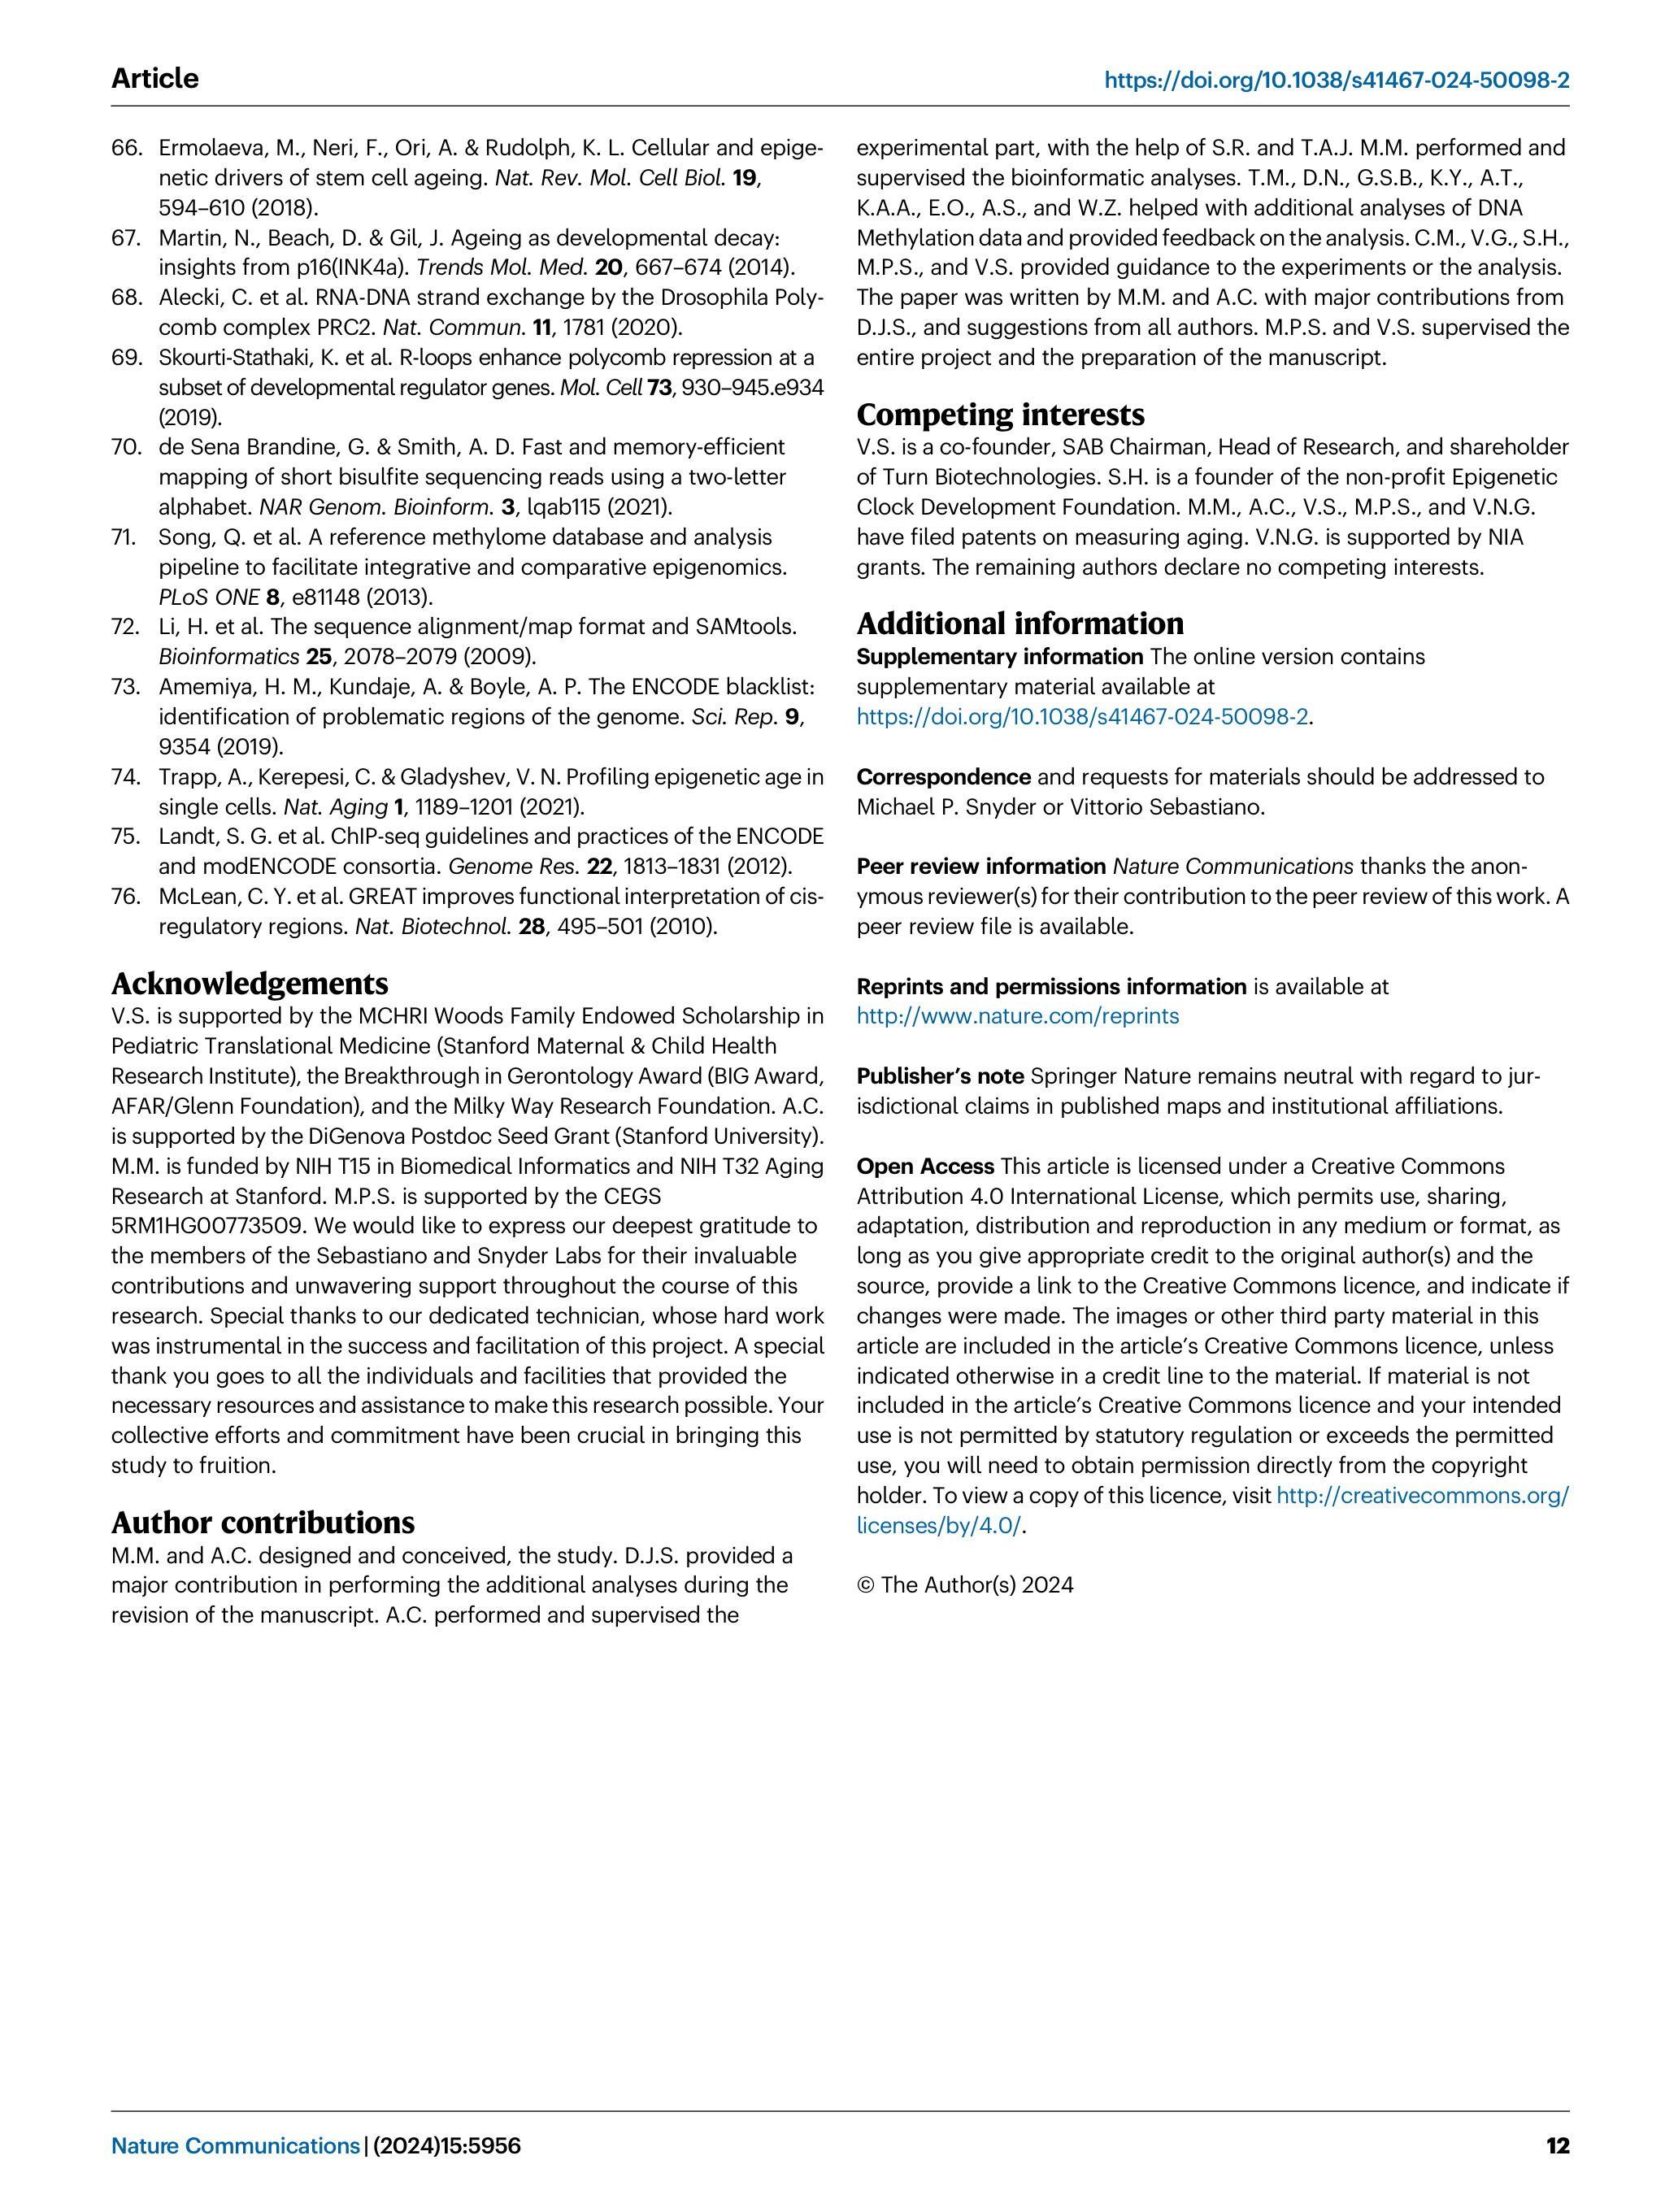 Article
https://doi.org/10.1038/s41467-024-50098-2
66. Ermolaeva, M., Neri, F., Ori, A. & Rudolph, K. L. Cellular and epige-
netic drivers of stem cell ageing. Nat. Rev. Mol. Cell Biol. 19,
594–610 (2018).
67. Martin, N., Beach, D. & Gil, J. Ageing as developmental decay:
insights from p16(INK4a). Trends Mol. Med. 20, 667–674 (2014).
68. Alecki, C. et al. RNA-DNA strand exchange by the Drosophila Poly-
comb complex PRC2. Nat. Commun. 11, 1781 (2020).
69. Skourti-Stathaki, K. et al. R-loops enhance polycomb repression at a
subset of developmental regulator genes. Mol. Cell 73, 930–945.e934
(2019).
70. de Sena Brandine, G. & Smith, A. D. Fast and memory-efficient
mapping of short bisulfite sequencing reads using a two-letter
alphabet. NAR Genom. Bioinform. 3, lqab115 (2021).
71. Song, Q. et al. A reference methylome database and analysis
pipeline to facilitate integrative and comparative epigenomics.
PLoS ONE 8, e81148 (2013).
72. Li, H. et al. The sequence alignment/map format and SAMtools.
Bioinformatics 25, 2078–2079 (2009).
73. Amemiya, H. M., Kundaje, A. & Boyle, A. P. The ENCODE blacklist:
identification of problematic regions of the genome. Sci. Rep. 9,
9354 (2019).
74. Trapp, A., Kerepesi, C. & Gladyshev, V. N. Profiling epigenetic age in
single cells. Nat. Aging 1, 1189–1201 (2021).
75. Landt, S. G. et al. ChIP-seq guidelines and practices of the ENCODE
and modENCODE consortia. Genome Res. 22, 1813–1831 (2012).
76. McLean, C. Y. et al. GREAT improves functional interpretation of cis-
regulatory regions. Nat. Biotechnol. 28, 495–501 (2010).
Acknowledgements
V.S. is supported by the MCHRI Woods Family Endowed Scholarship in
Pediatric Translational Medicine (Stanford Maternal & Child Health
Research Institute), the Breakthrough in Gerontology Award (BIG Award,
AFAR/Glenn Foundation), and the Milky Way Research Foundation. A.C.
is supported by the DiGenova Postdoc Seed Grant (Stanford University).
M.M. is funded by NIH T15 in Biomedical Informatics and NIH T32 Aging
Research at Stanford. M.P.S. is supported by the CEGS
5RM1HG00773509. We would like to express our deepest gratitude to
the members of the Sebastiano and Snyder Labs for their invaluable
contributions and unwavering support throughout the course of this
research. Special thanks to our dedicated technician, whose hard work
was instrumental in the success and facilitation of this project. A special
thank you goes to all the individuals and facilities that provided the
necessary resources and assistance to make this research possible. Your
collective efforts and commitment have been crucial in bringing this
study to fruition.
Author contributions
M.M. and A.C. designed and conceived, the study. D.J.S. provided a
major contribution in performing the additional analyses during the
revision of the manuscript. A.C. performed and supervised the
experimental part, with the help of S.R. and T.A.J. M.M. performed and
supervised the bioinformatic analyses. T.M., D.N., G.S.B., K.Y., A.T.,
K.A.A., E.O., A.S., and W.Z. helped with additional analyses of DNA
Methylation data and provided feedback on the analysis. C.M., V.G., S.H.,
M.P.S., and V.S. provided guidance to the experiments or the analysis.
The paper was written by M.M. and A.C. with major contributions from
D.J.S., and suggestions from all authors. M.P.S. and V.S. supervised the
entire project and the preparation of the manuscript.
Competing interests
V.S. is a co-founder, SAB Chairman, Head of Research, and shareholder
of Turn Biotechnologies. S.H. is a founder of the non-profit Epigenetic
Clock Development Foundation. M.M., A.C., V.S., M.P.S., and V.N.G.
have filed patents on measuring aging. V.N.G. is supported by NIA
grants. The remaining authors declare no competing interests.
Additional information
Supplementary information The online version contains
supplementary material available at
https://doi.org/10.1038/s41467-024-50098-2.
Correspondence and requests for materials should be addressed to
Michael P. Snyder or Vittorio Sebastiano.
Peer review information Nature Communications thanks the anon-
ymous reviewer(s) for their contribution to the peer review of this work. A
peer review file is available.
Reprints and permissions information is available at
http://www.nature.com/reprints
Publisher's note Springer Nature remains neutral with regard to jur-
isdictional claims in published maps and institutional affiliations.
Open Access This article is licensed under a Creative Commons
Attribution 4.0 International License, which permits use, sharing,
adaptation, distribution and reproduction in any medium or format, as
long as you give appropriate credit to the original author(s) and the
source, provide a link to the Creative Commons licence, and indicate if
changes were made. The images or other third party material in this
article are included in the article's Creative Commons licence, unless
indicated otherwise in a credit line to the material. If material is not
included in the article's Creative Commons licence and your intended
use is not permitted by statutory regulation or exceeds the permitted
use, you will need to obtain permission directly from the copyright
holder. To view a copy of this licence, visit http://creativecommons.org/
licenses/by/4.0/.
© The Author(s) 2024
Nature Communications | (2024)15:5956
12